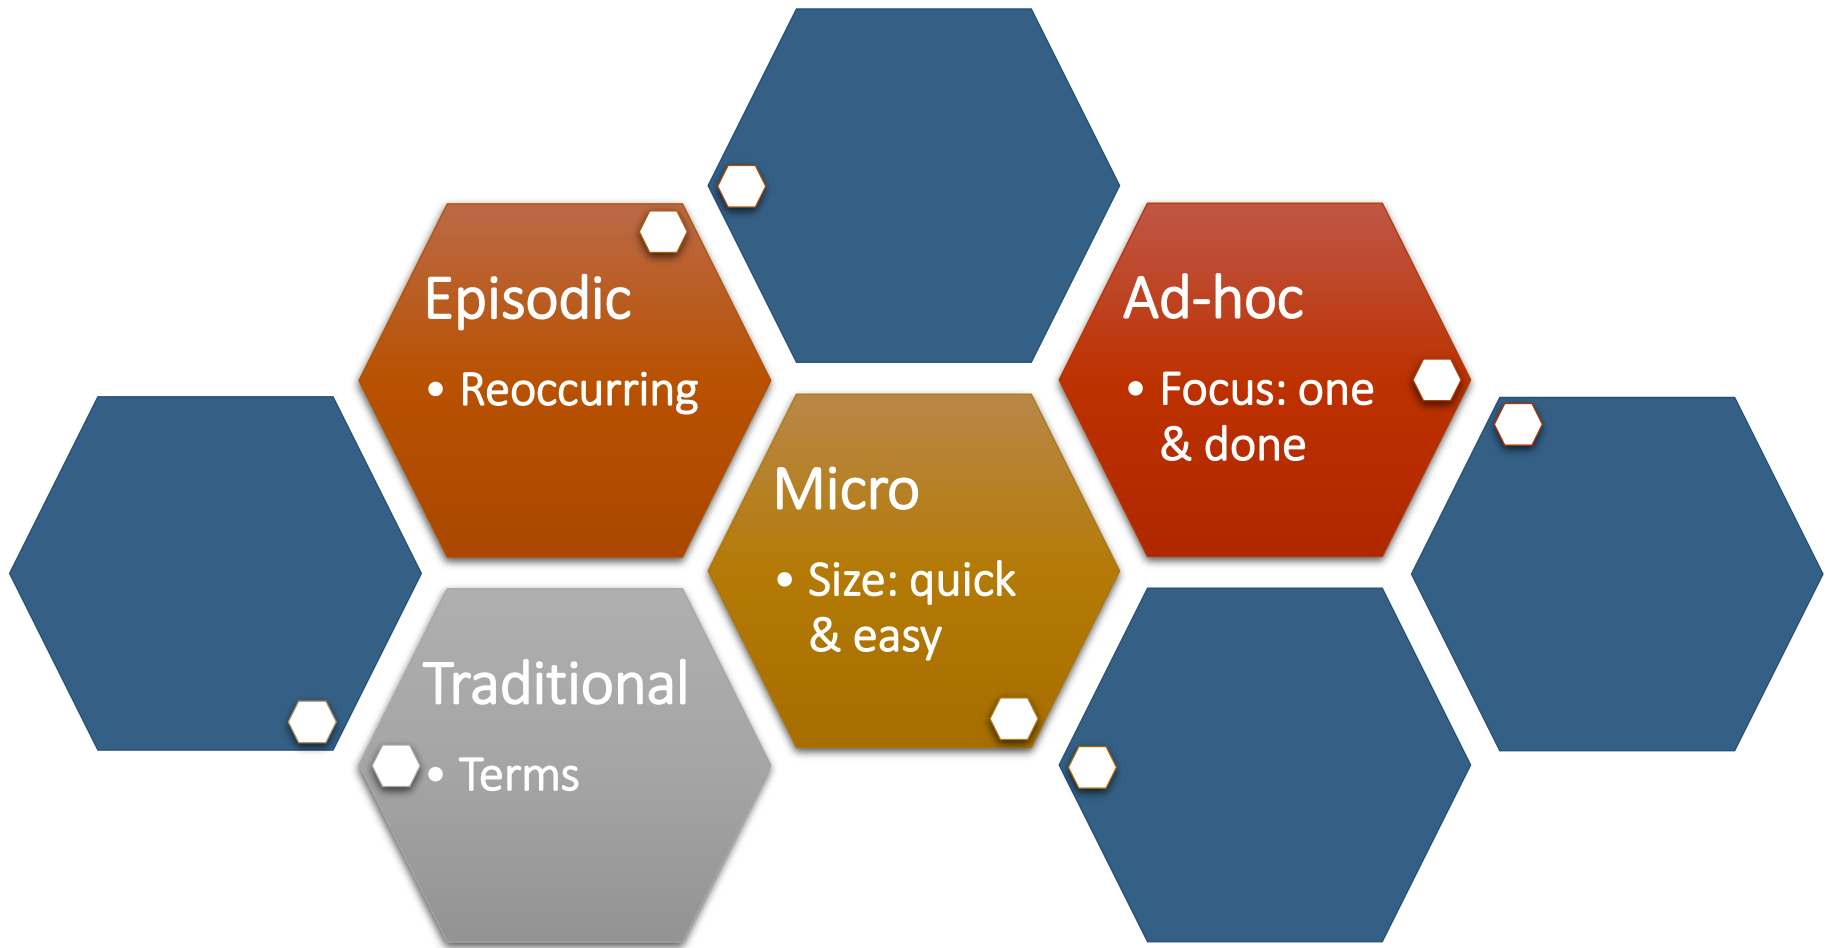 Episodic
• Reoccurring
Ad-hoc
• Focus: one
& done
Micro
• Size: quick
& easy
Traditional
• Terms